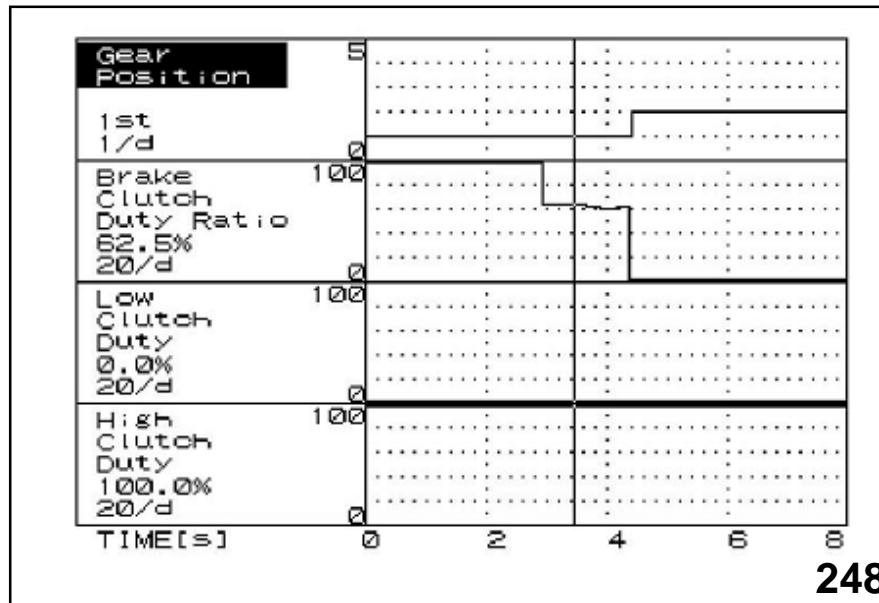 Gear 5
Position
1st
1/d 0
Brake 100
Clutch
Duty Ratio
62.5%
20/d 0
Low 100
Clutch
Duty
0.0%
20/d 0
High 100
Clutch
Duty
100.0%
20/d 0
TIME[s] 0 2 4 6 8
248